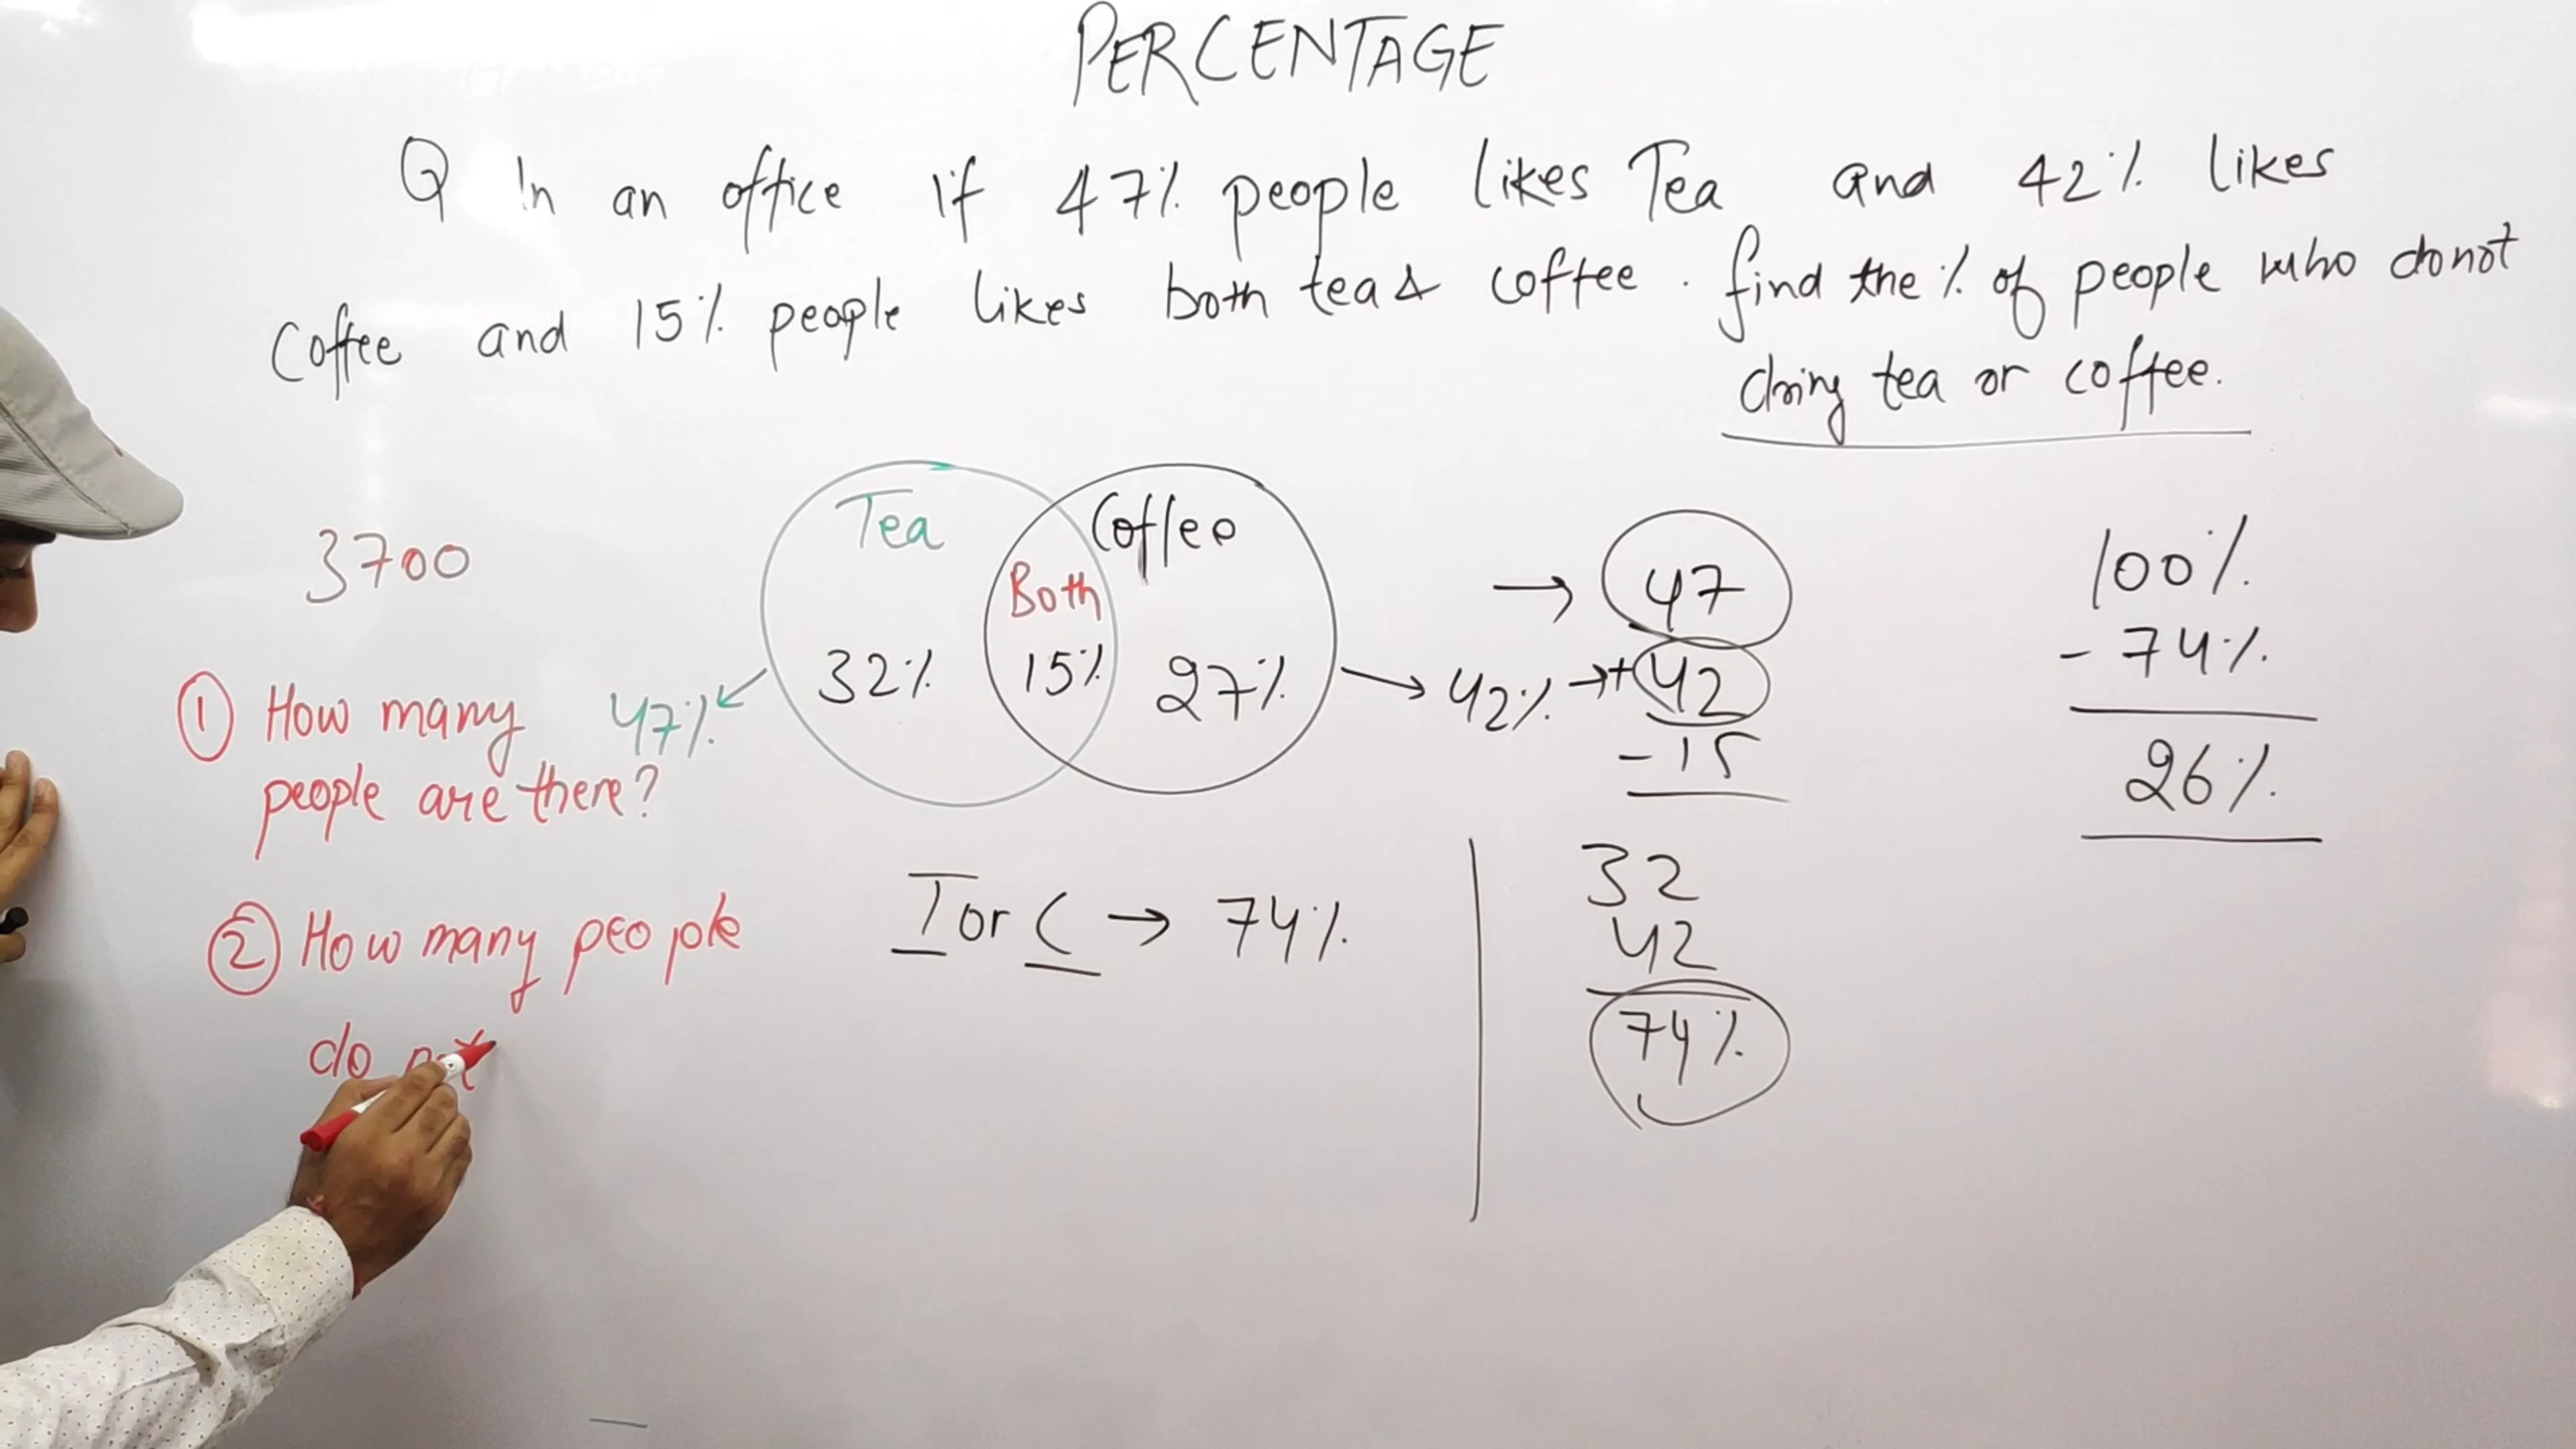 PERCENTAGE
Q In an office if 47% people likes Tea and 42% likes
Coffee and 15% people likes both tea & coffee. find the % of people who donot
dring tea or coffee.
3700
① How many
people are there?
② How many people
do not
47%
Tea
Coffee
Both
32%
15%
27%
42%
T or C → 74%
→ 47
→+42
-15
32
42
74%
100%
- 74%
26%